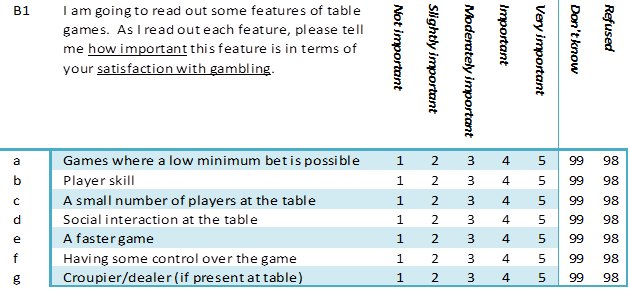 B1 I am going to read out some features of table
games.  As I read out each feature, please tell
me how important this feature is in terms of
your satisfaction with gambling.
Not important
Slightly important
Moderately important
Important
Very important
Don't know
Refused
a Games where a low minimum bet is possible 1 2 3 4 5 99 98
b Player skill 1 2 3 4 5 99 98
c A small number of players at the table 1 2 3 4 5 99 98
d Social interaction at the table 1 2 3 4 5 99 98
e A faster game 1 2 3 4 5 99 98
f Having some control over the game 1 2 3 4 5 99 98
g Croupier/dealer (if present at table) 1 2 3 4 5 99 98